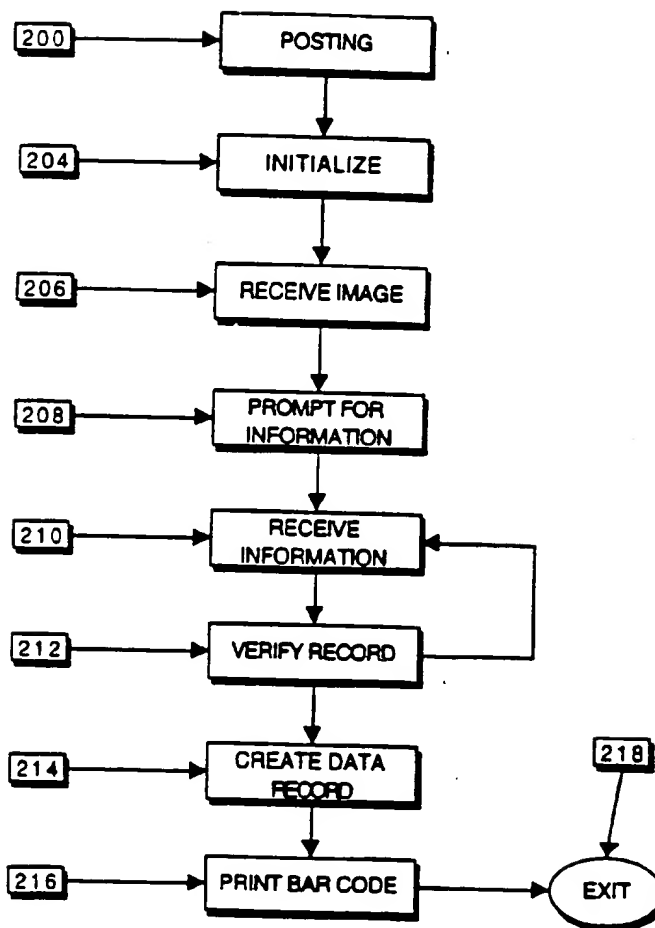 200
POSTING
204
INITIALIZE
206
RECEIVE IMAGE
208
PROMPT FOR
INFORMATION
210
RECEIVE
INFORMATION
212
VERIFY RECORD
214
CREATE DATA
RECORD
218
216
PRINT BAR CODE
EXIT